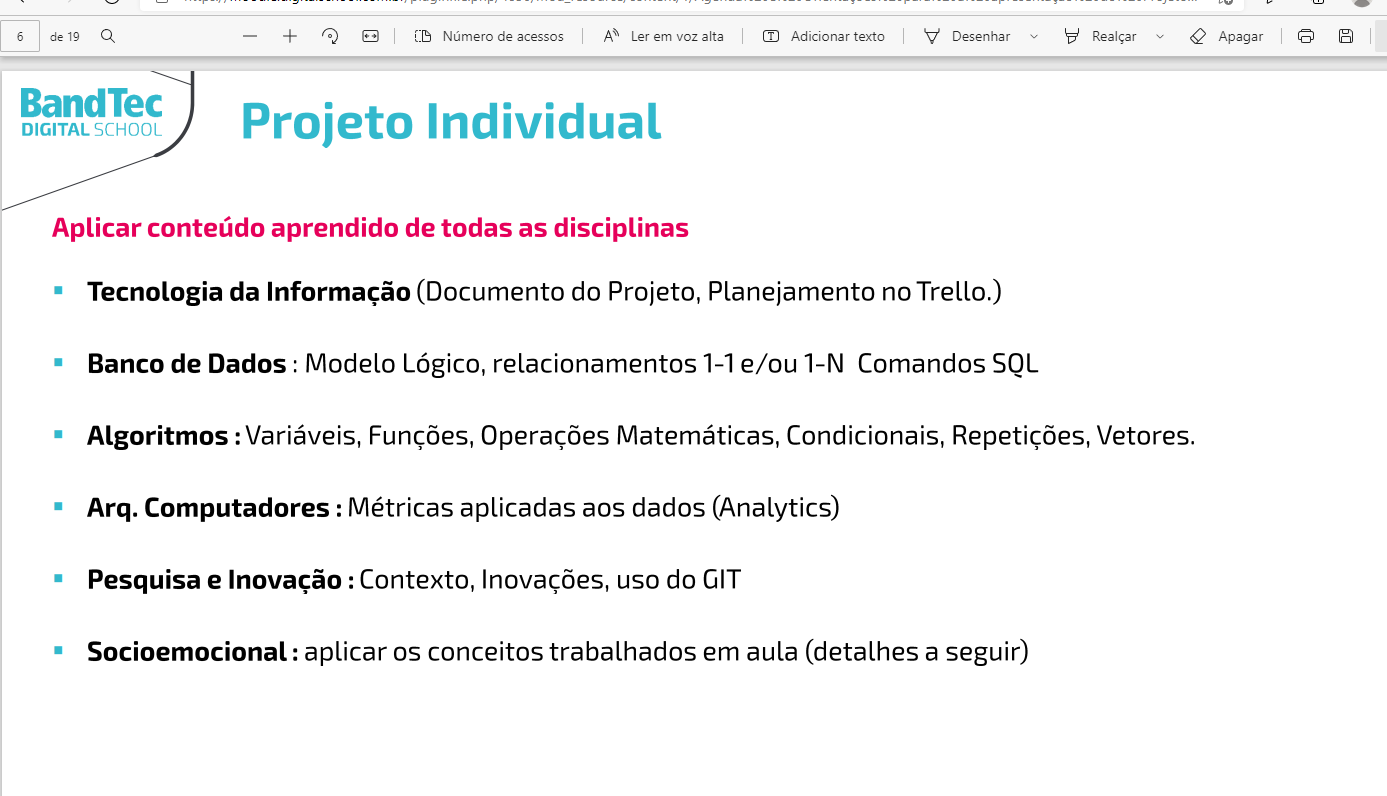 6 de 19 Número de acessos Ler em voz alta Adicionar texto Desenhar Realçar Apagar
BandTec
DIGITAL SCHOOL
Projeto Individual
Aplicar conteúdo aprendido de todas as disciplinas
Tecnologia da Informação (Documento do Projeto, Planejamento no Trello.)
Banco de Dados : Modelo Lógico, relacionamentos 1-1 e/ou 1-N Comandos SQL
Algoritmos : Variáveis, Funções, Operações Matemáticas, Condicionais, Repetições, Vetores.
Arq. Computadores : Métricas aplicadas aos dados (Analytics)
Pesquisa e Inovação : Contexto, Inovações, uso do GIT
Socioemocional : aplicar os conceitos trabalhados em aula (detalhes a seguir)